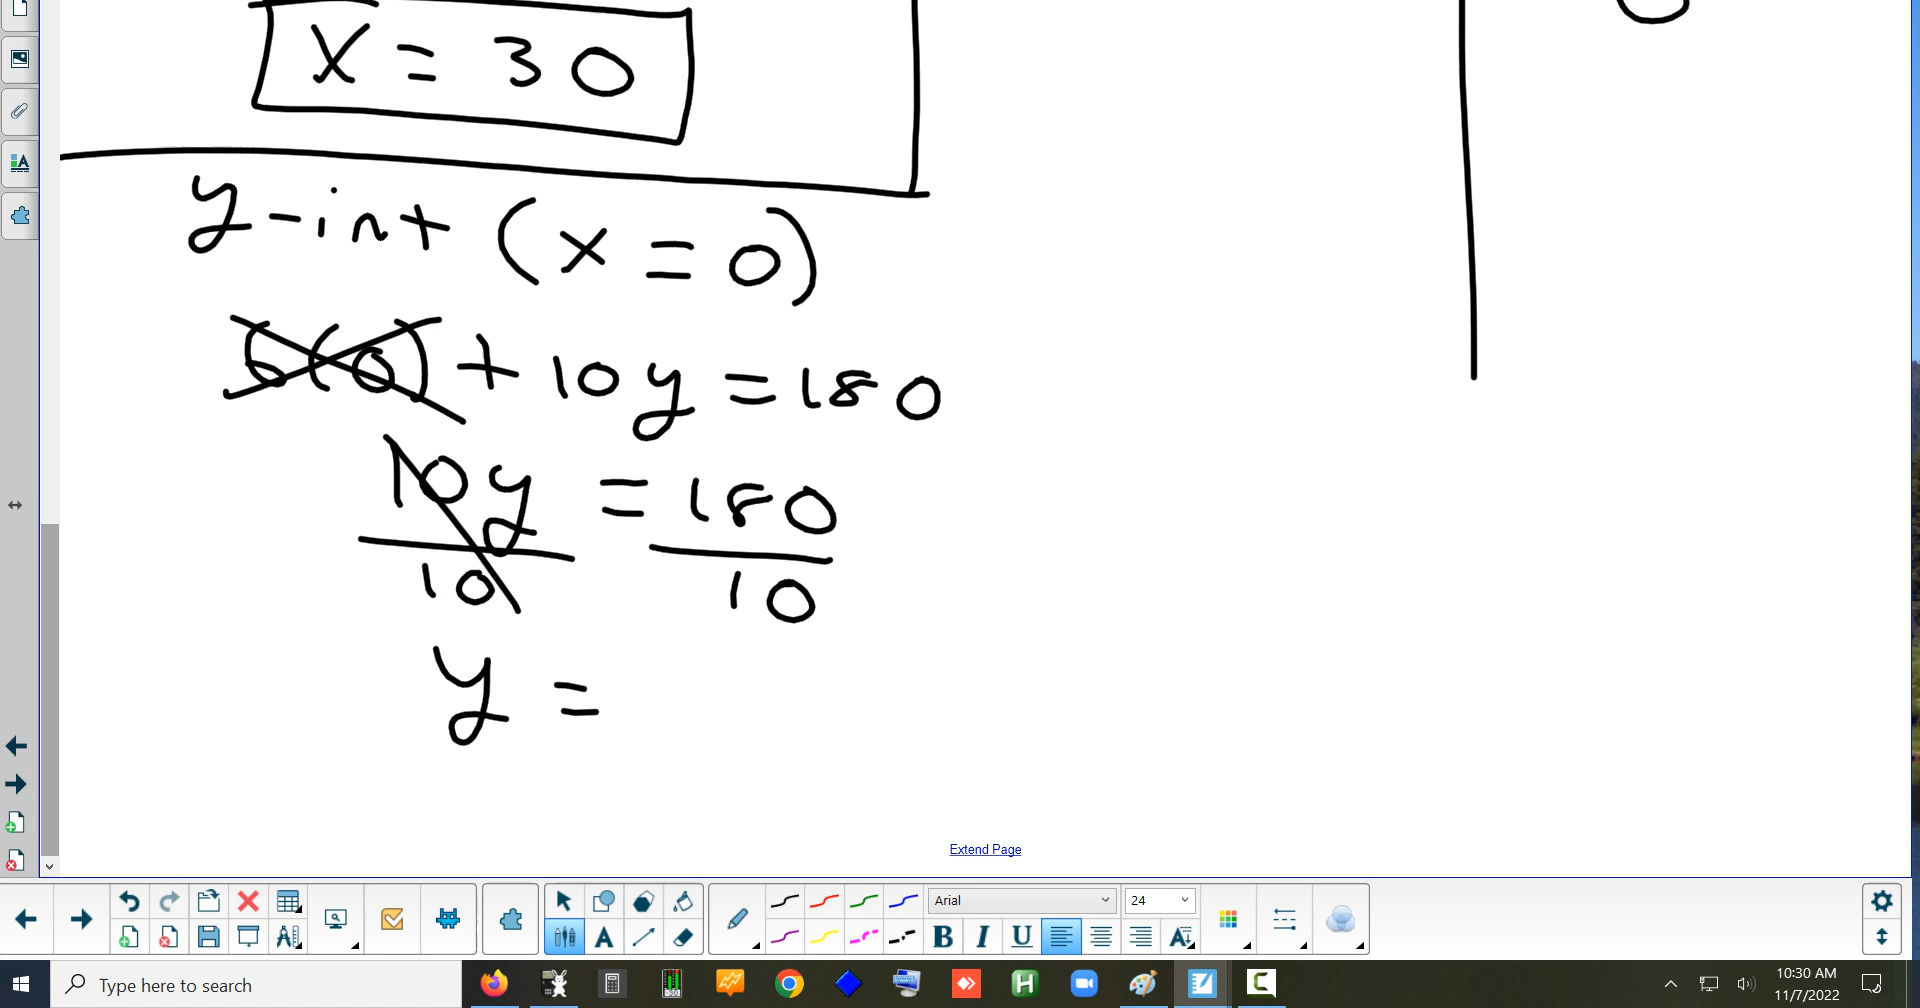 x = 30
y-int (x = 0)
6(0) + 10y = 180
10y = 180
10 10
y =
Extend Page
Arial
24
B I U
Type here to search
10:30 AM
11/7/2022